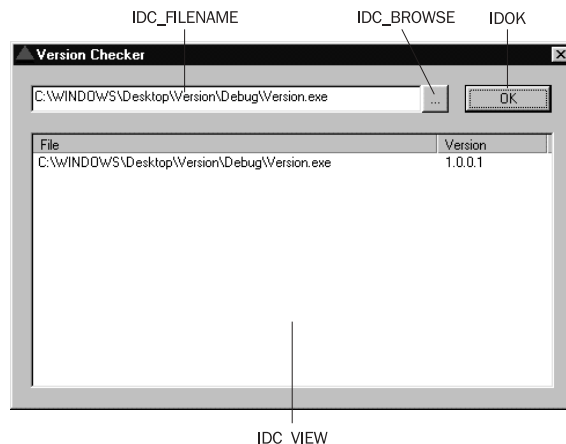 IDC_FILENAME IDC_BROWSE IDOK
Version Checker
C:\WINDOWS\Desktop\Version\Debug\Version.exe ... OK
File Version
C:\WINDOWS\Desktop\Version\Debug\Version.exe 1.0.0.1
IDC_VIEW